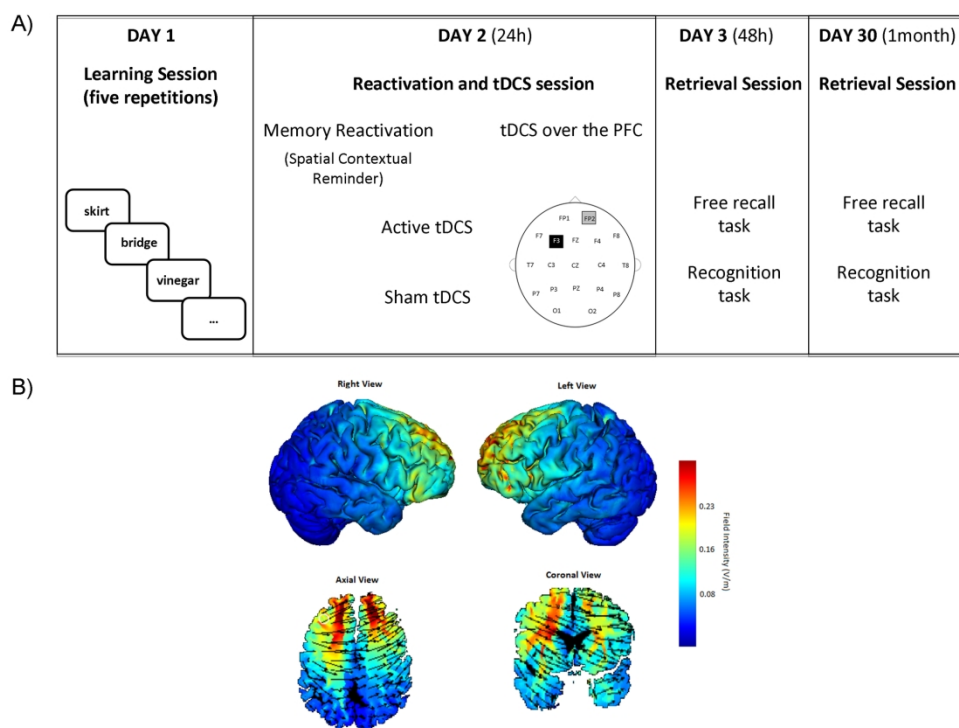 A)
DAY 1
Learning Session
(five repetitions)
skirt
bridge
vinegar
...
DAY 2 (24h)
Reactivation and tDCS session
Memory Reactivation
(Spatial Contextual
Reminder)
tDCS over the PFC
Active tDCS
Sham tDCS
FP1 FP2
F7 F3 FZ F4 F8
T7 C3 CZ C4 T8
P7 P3 PZ P4 P8
O1 O2
DAY 3 (48h)
Retrieval Session
Free recall
task
Recognition
task
DAY 30 (1month)
Retrieval Session
Free recall
task
Recognition
task
B)
Right View
Left View
Axial View
Coronal View
0.23
0.16
0.08
Field Intensity (V/m)